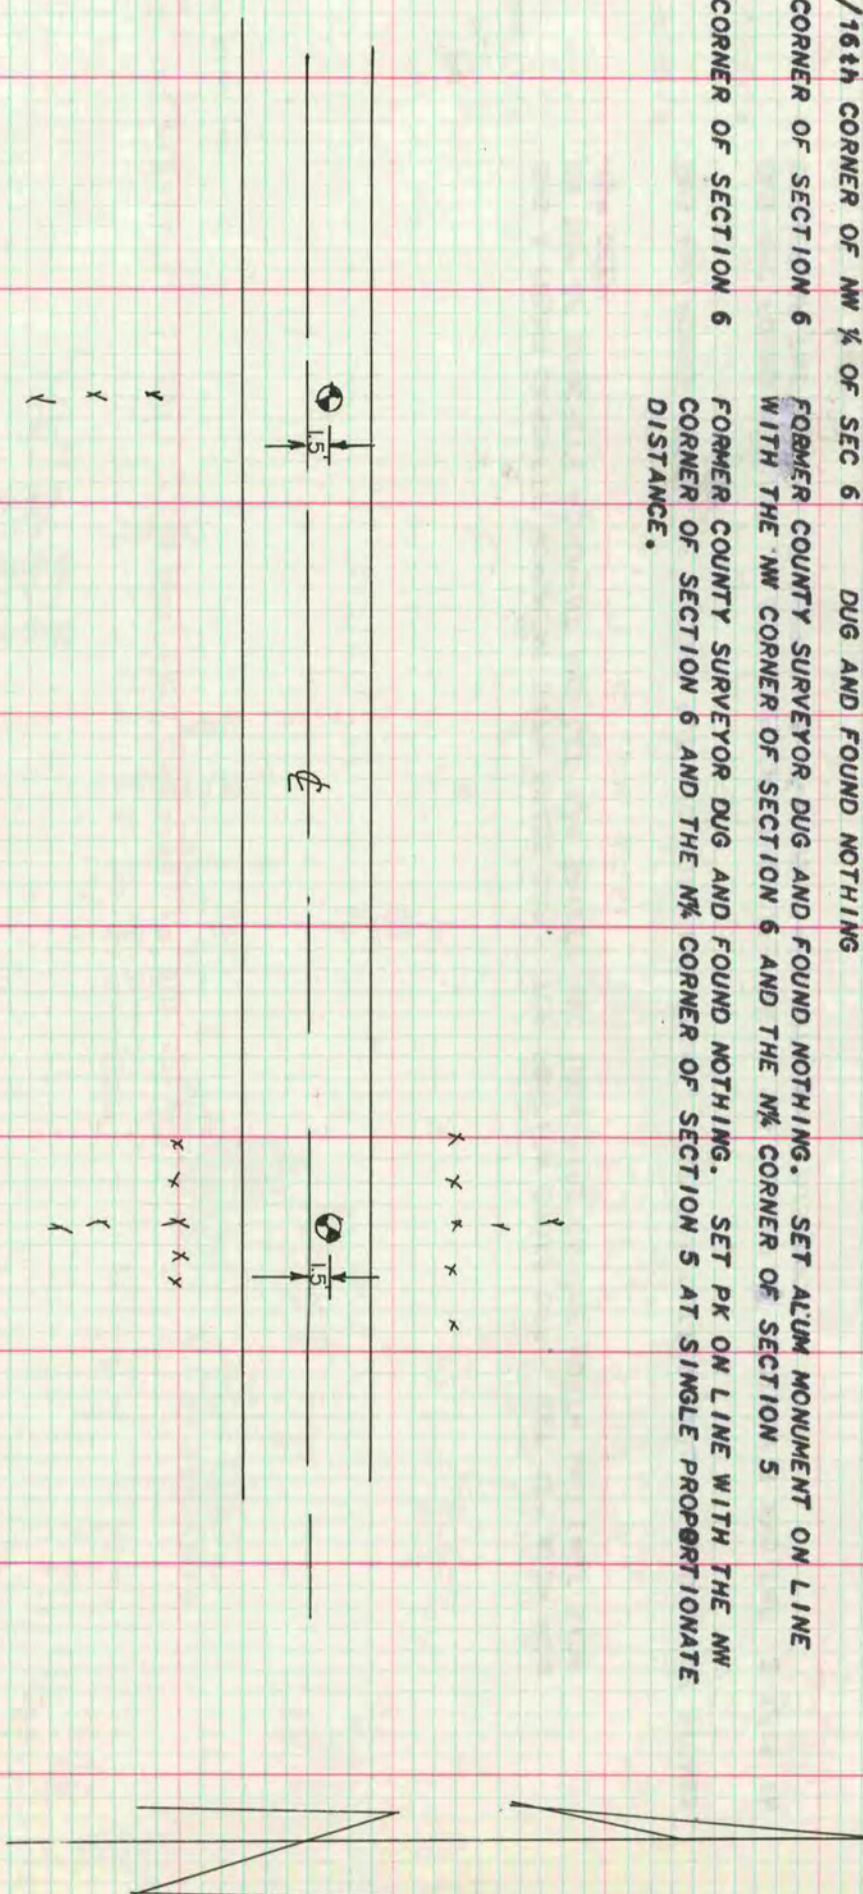 /16th CORNER OF NW ¼ OF SEC 6 DUG AND FOUND NOTHING
CORNER OF SECTION 6 FORMER COUNTY SURVEYOR DUG AND FOUND NOTHING. SET ALUM MONUMENT ON LINE
WITH THE NW CORNER OF SECTION 6 AND THE N¼ CORNER OF SECTION 5
CORNER OF SECTION 6 FORMER COUNTY SURVEYOR DUG AND FOUND NOTHING. SET PK ON LINE WITH THE NW
CORNER OF SECTION 6 AND THE N¼ CORNER OF SECTION 5 AT SINGLE PROPORTIONATE
DISTANCE.
1.5'
℄
1.5'